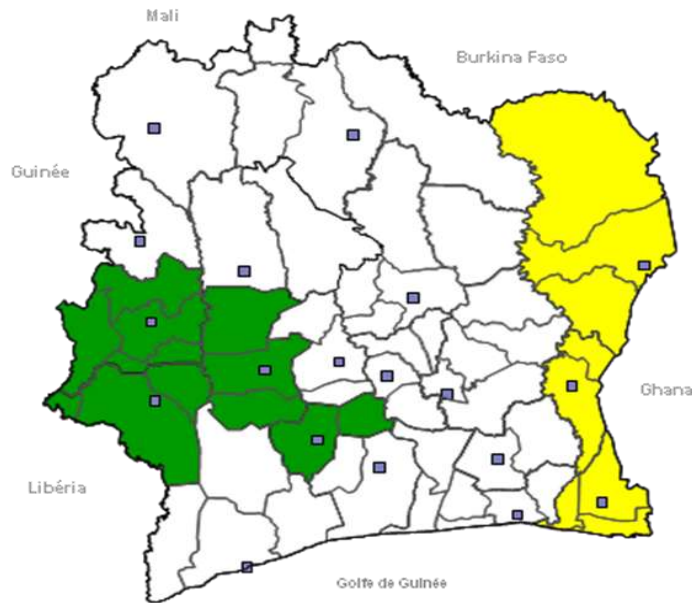 Mali
Burkina Faso
Guinée
Ghana
Libéria
Golfe de Guinée